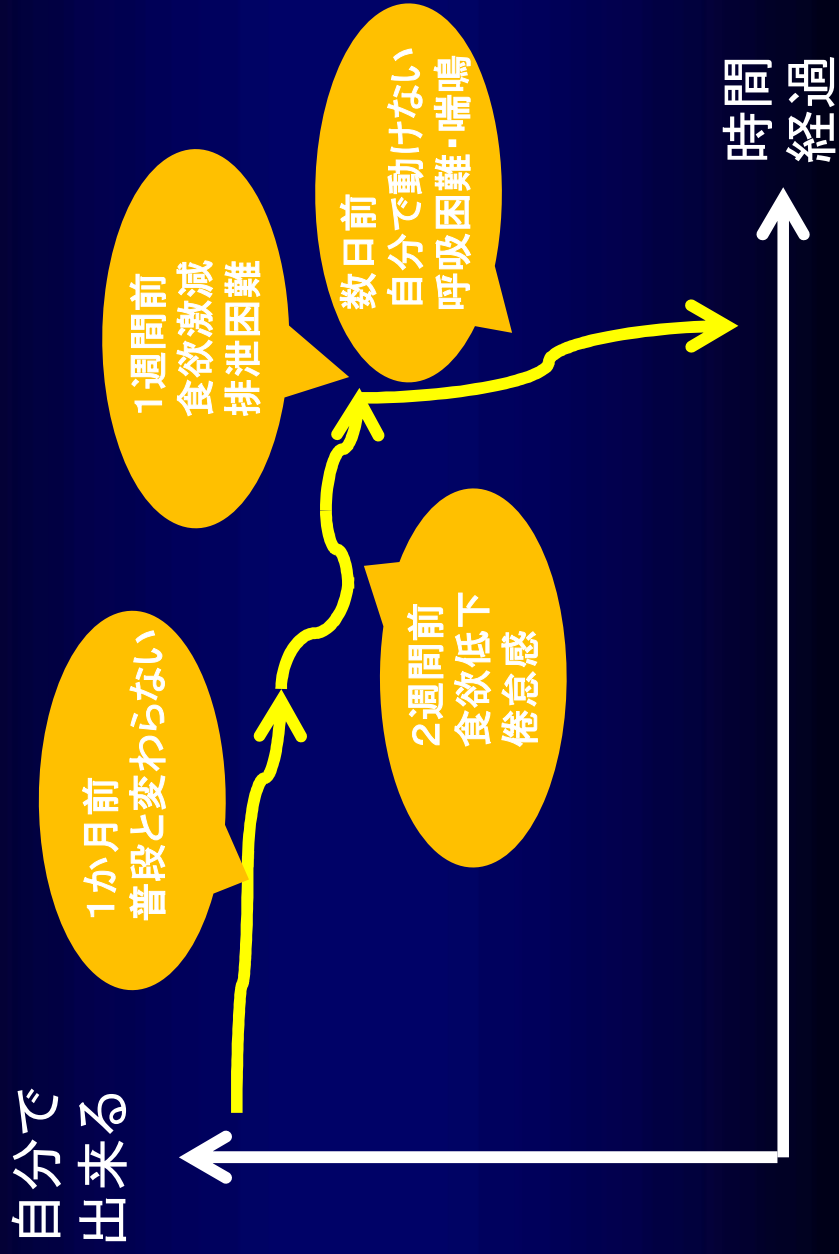 自分で
出来る
1か月前
普段と変わらない
2週間前
食欲低下
倦怠感
1週間前
食欲激減
排泄困難
数日前
自分で動けない
呼吸困難・喘鳴
時間
経過